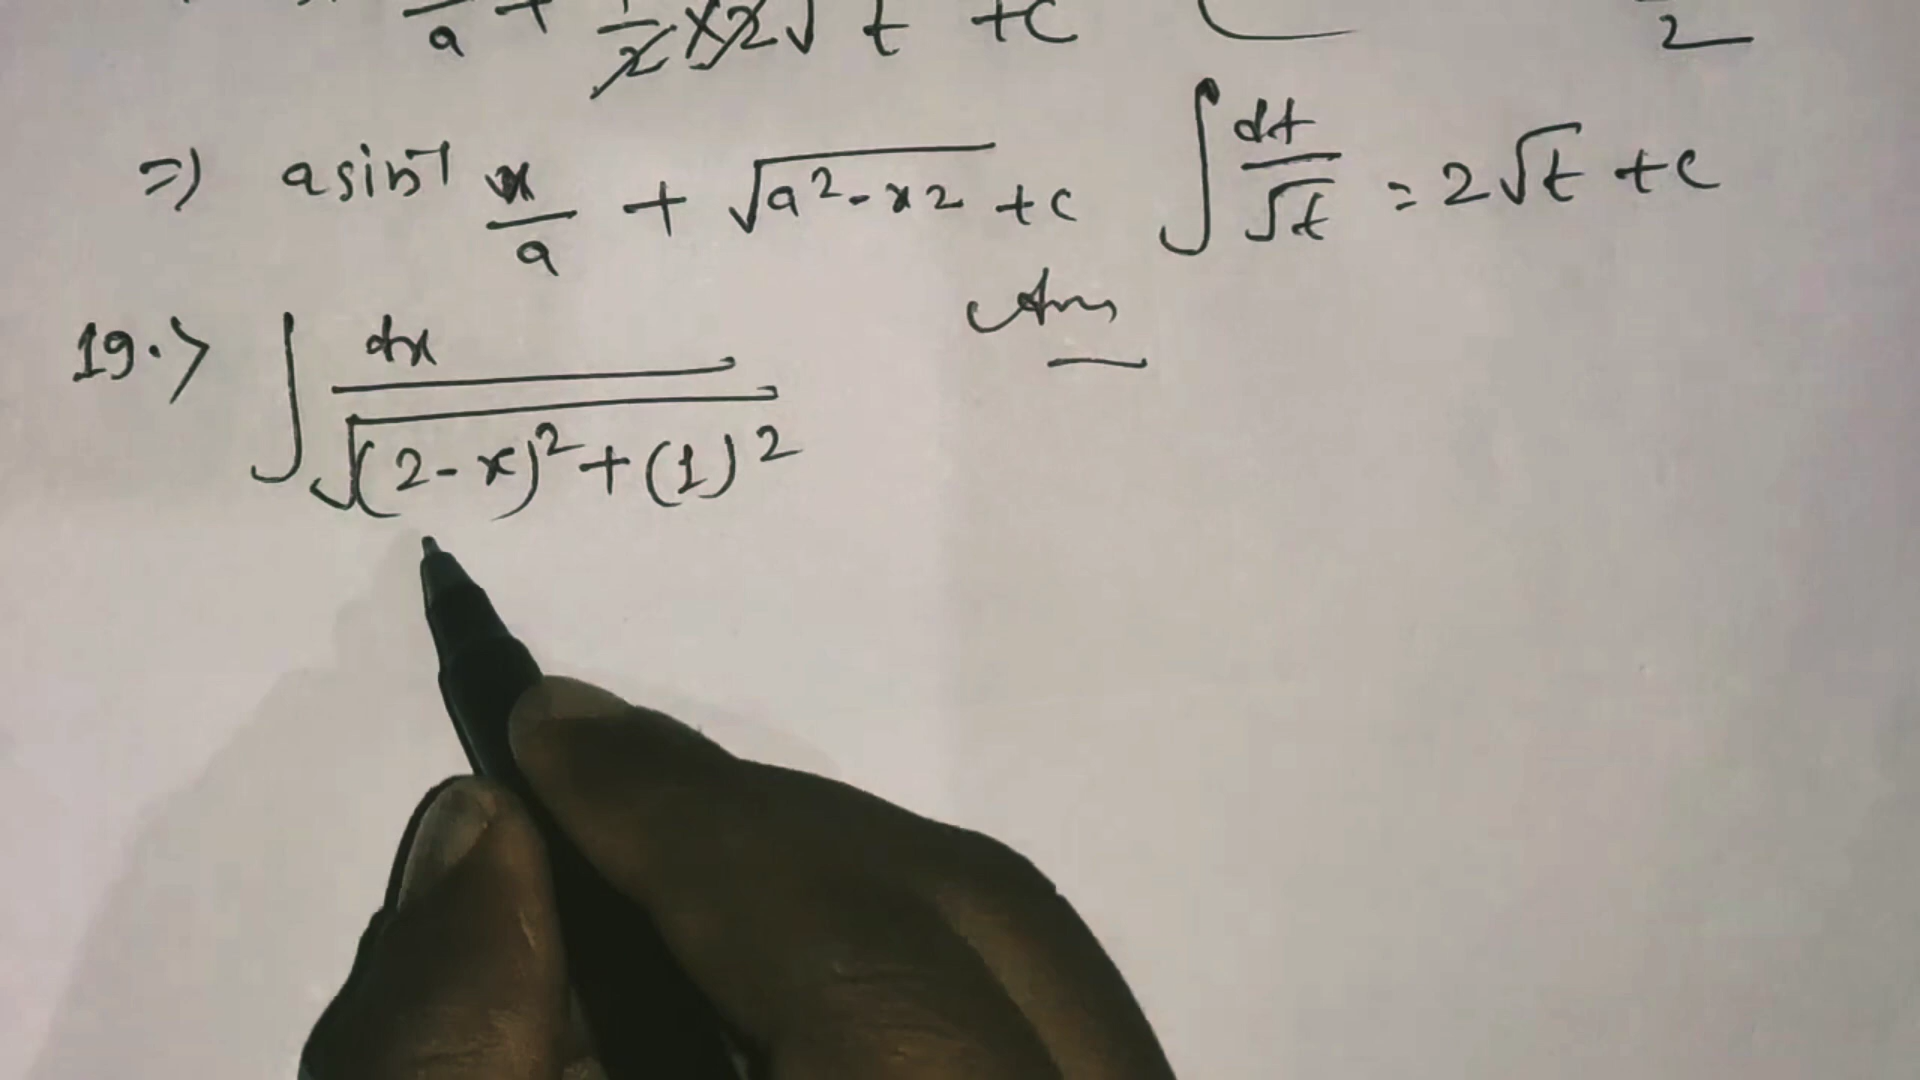 /a + 1/2 × 2√t + c 2
=) a sin⁻¹ x/a + √a²-x2 + c ∫ dt/√t = 2√t + c
Ans
19.> ∫ dx/√(2-x)²+(1)²